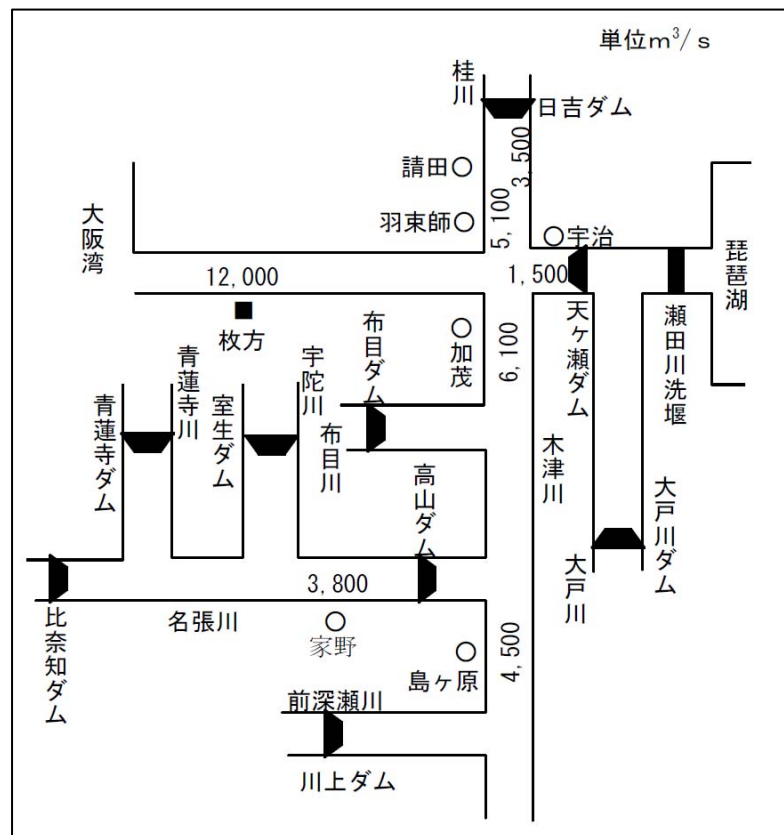 単位m³/s
桂川
日吉ダム
3,500
請田
羽束師
5,100
宇治
大阪湾
12,000
1,500
琵琶湖
枚方
布目ダム
加茂
6,100
天ヶ瀬ダム
瀬田川洗堰
青蓮寺ダム
青蓮寺川
室生ダム
宇陀川
布目川
高山ダム
木津川
大戸川
大戸川ダム
3,800
比奈知ダム
名張川
家野
島ヶ原
4,500
前深瀬川
川上ダム